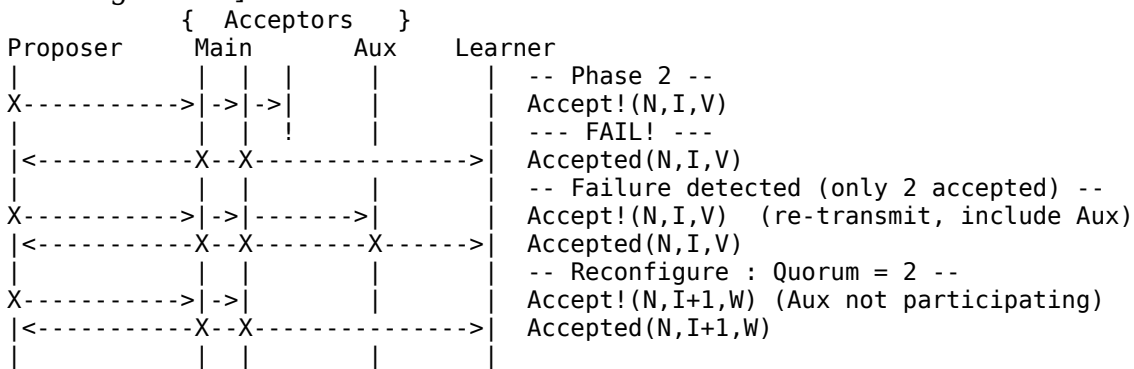 {  Acceptors   }
Proposer     Main         Aux     Learner
|            |  |  |       |         |  -- Phase 2 --
X----------->|->|->|       |         |  Accept!(N,I,V)
|            |  |  !       |         |  --- FAIL! ---
|<-----------X--X--------------->|  Accepted(N,I,V)
|            |  |          |         |  -- Failure detected (only 2 accepted) --
X----------->|->|------->|         |  Accept!(N,I,V)  (re-transmit, include Aux)
|<-----------X--X--------X------>|  Accepted(N,I,V)
|            |  |          |         |  -- Reconfigure : Quorum = 2 --
X----------->|->|          |         |  Accept!(N,I+1,W) (Aux not participating)
|<-----------X--X--------------->|  Accepted(N,I+1,W)
|            |  |          |         |